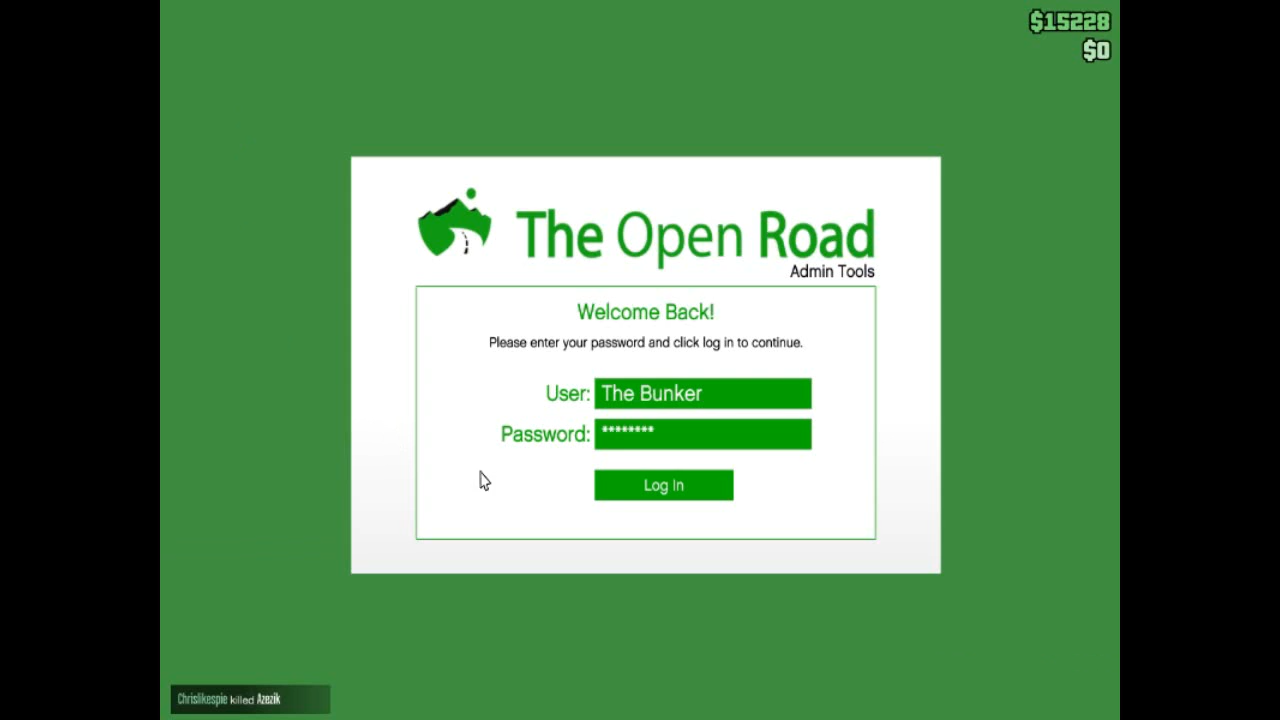 $15228
$0
The Open Road
Admin Tools
Welcome Back!
Please enter your password and click log in to continue.
User: The Bunker
Password: ********
Log In
Chrislikespie killed Azezik